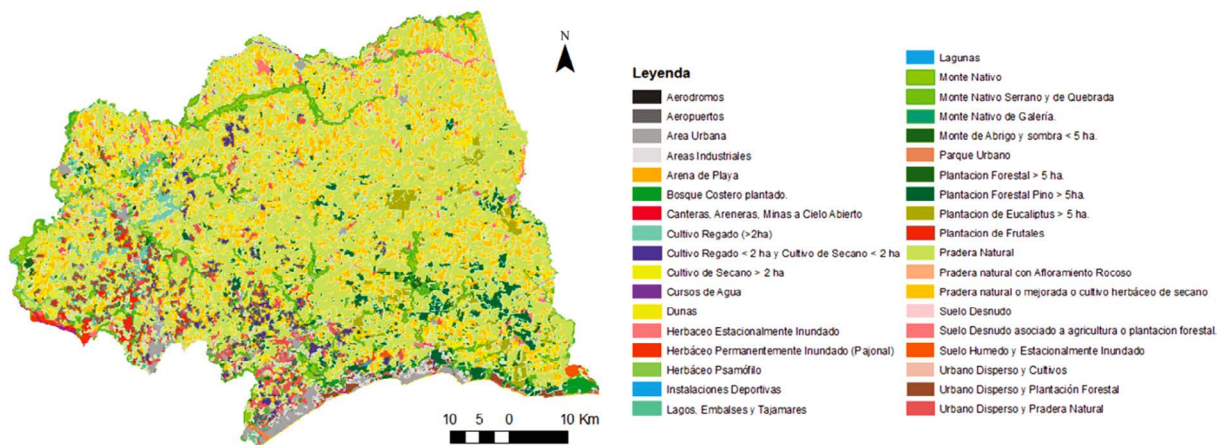 N
10 5 0 10 Km
Leyenda
Aerodromos
Aeropuertos
Area Urbana
Areas Industriales
Arena de Playa
Bosque Costero plantado.
Canteras, Areneras, Minas a Cielo Abierto
Cultivo Regado (>2ha)
Cultivo Regado < 2 ha y Cultivo de Secano < 2 ha
Cultivo de Secano > 2 ha
Cursos de Agua
Dunas
Herbaceo Estacionalmente Inundado
Herbáceo Permanentemente Inundado (Pajonal)
Herbáceo Psamófilo
Instalaciones Deportivas
Lagos, Embalses y Tajamares
Lagunas
Monte Nativo
Monte Nativo Serrano y de Quebrada
Monte Nativo de Galería.
Monte de Abrigo y sombra < 5 ha.
Parque Urbano
Plantacion Forestal > 5 ha.
Plantacion Forestal Pino > 5ha.
Plantacion de Eucaliptus > 5 ha.
Plantacion de Frutales
Pradera Natural
Pradera natural con Afloramiento Rocoso
Pradera natural o mejorada o cultivo herbáceo de secano
Suelo Desnudo
Suelo Desnudo asociado a agricultura o plantacion forestal.
Suelo Humedo y Estacionalmente Inundado
Urbano Disperso y Cultivos
Urbano Disperso y Plantación Forestal
Urbano Disperso y Pradera Natural